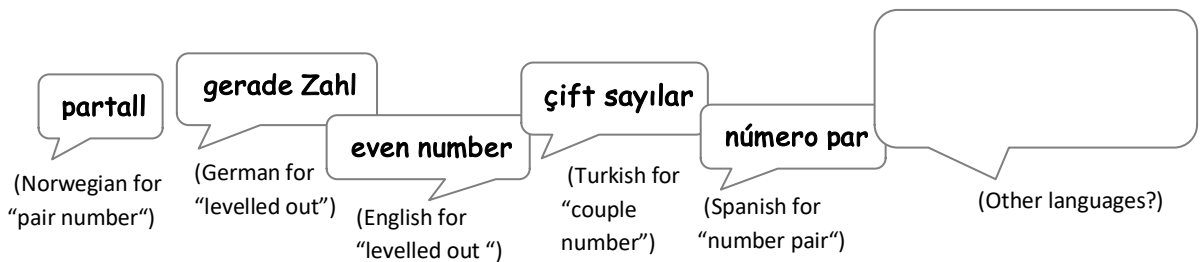 partall
(Norwegian for
“pair number“)
gerade Zahl
(German for
“levelled out”)
even number
(English for
“levelled out “)
çift sayılar
(Turkish for
“couple
number”)
número par
(Spanish for
“number pair“)
(Other languages?)